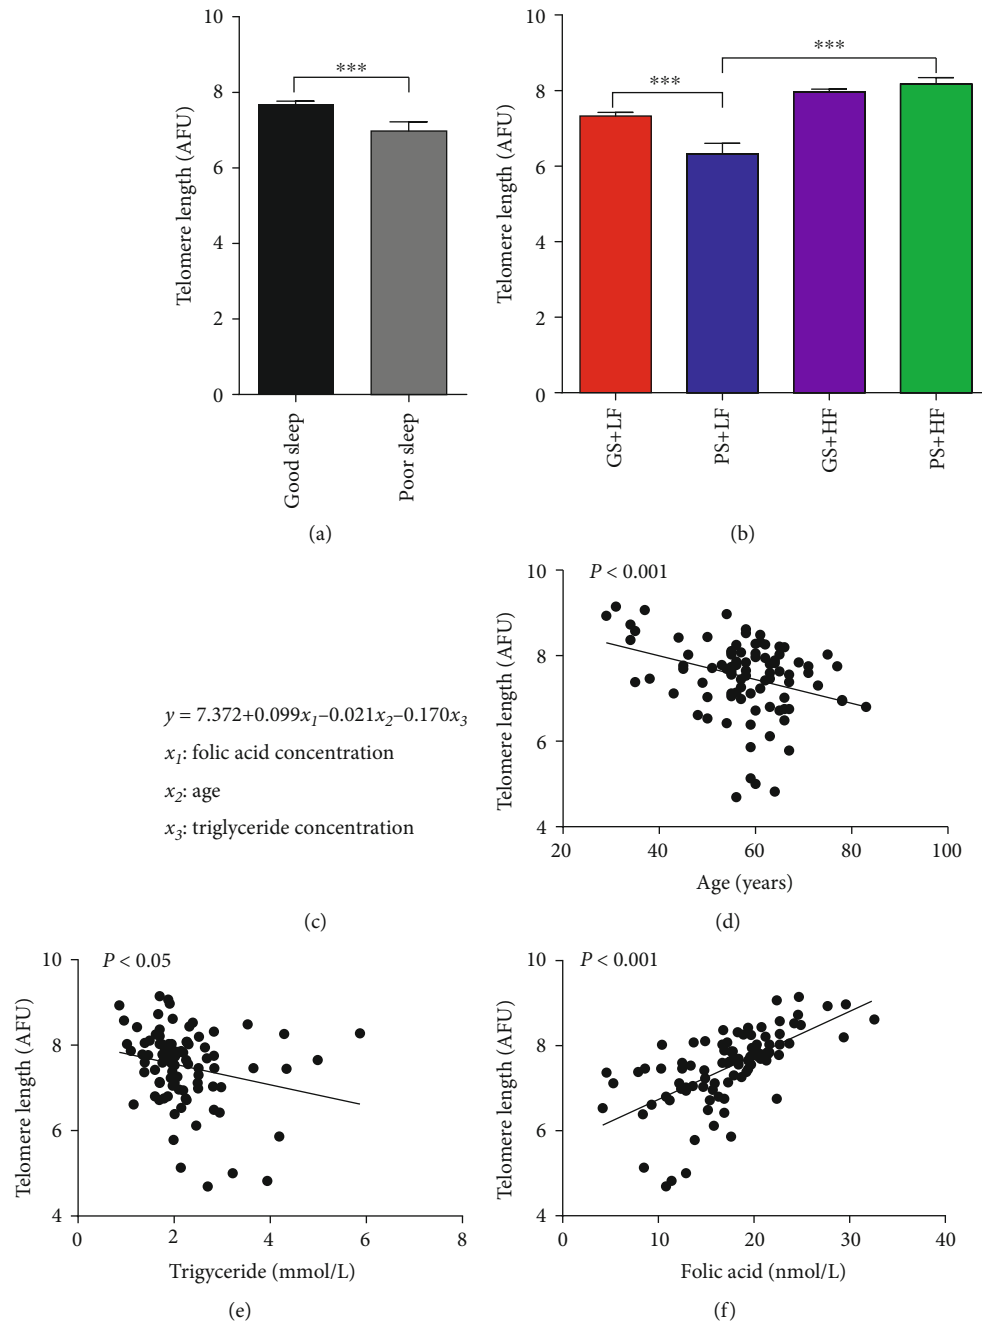 10
8
6
4
2
0
Telomere length (AFU)
***
Good sleep
Poor sleep
(a)
10
8
6
4
2
0
Telomere length (AFU)
***
***
GS+LF
PS+LF
GS+HF
PS+HF
(b)
y = 7.372+0.099x1–0.021x2–0.170x3
x1: folic acid concentration
x2: age
x3: triglyceride concentration
(c)
10
8
6
4
Telomere length (AFU)
P < 0.001
20 40 60 80 100
Age (years)
(d)
10
8
6
4
Telomere length (AFU)
P < 0.05
0 2 4 6 8
Trigyceride (mmol/L)
(e)
10
8
6
4
Telomere length (AFU)
P < 0.001
0 10 20 30 40
Folic acid (nmol/L)
(f)